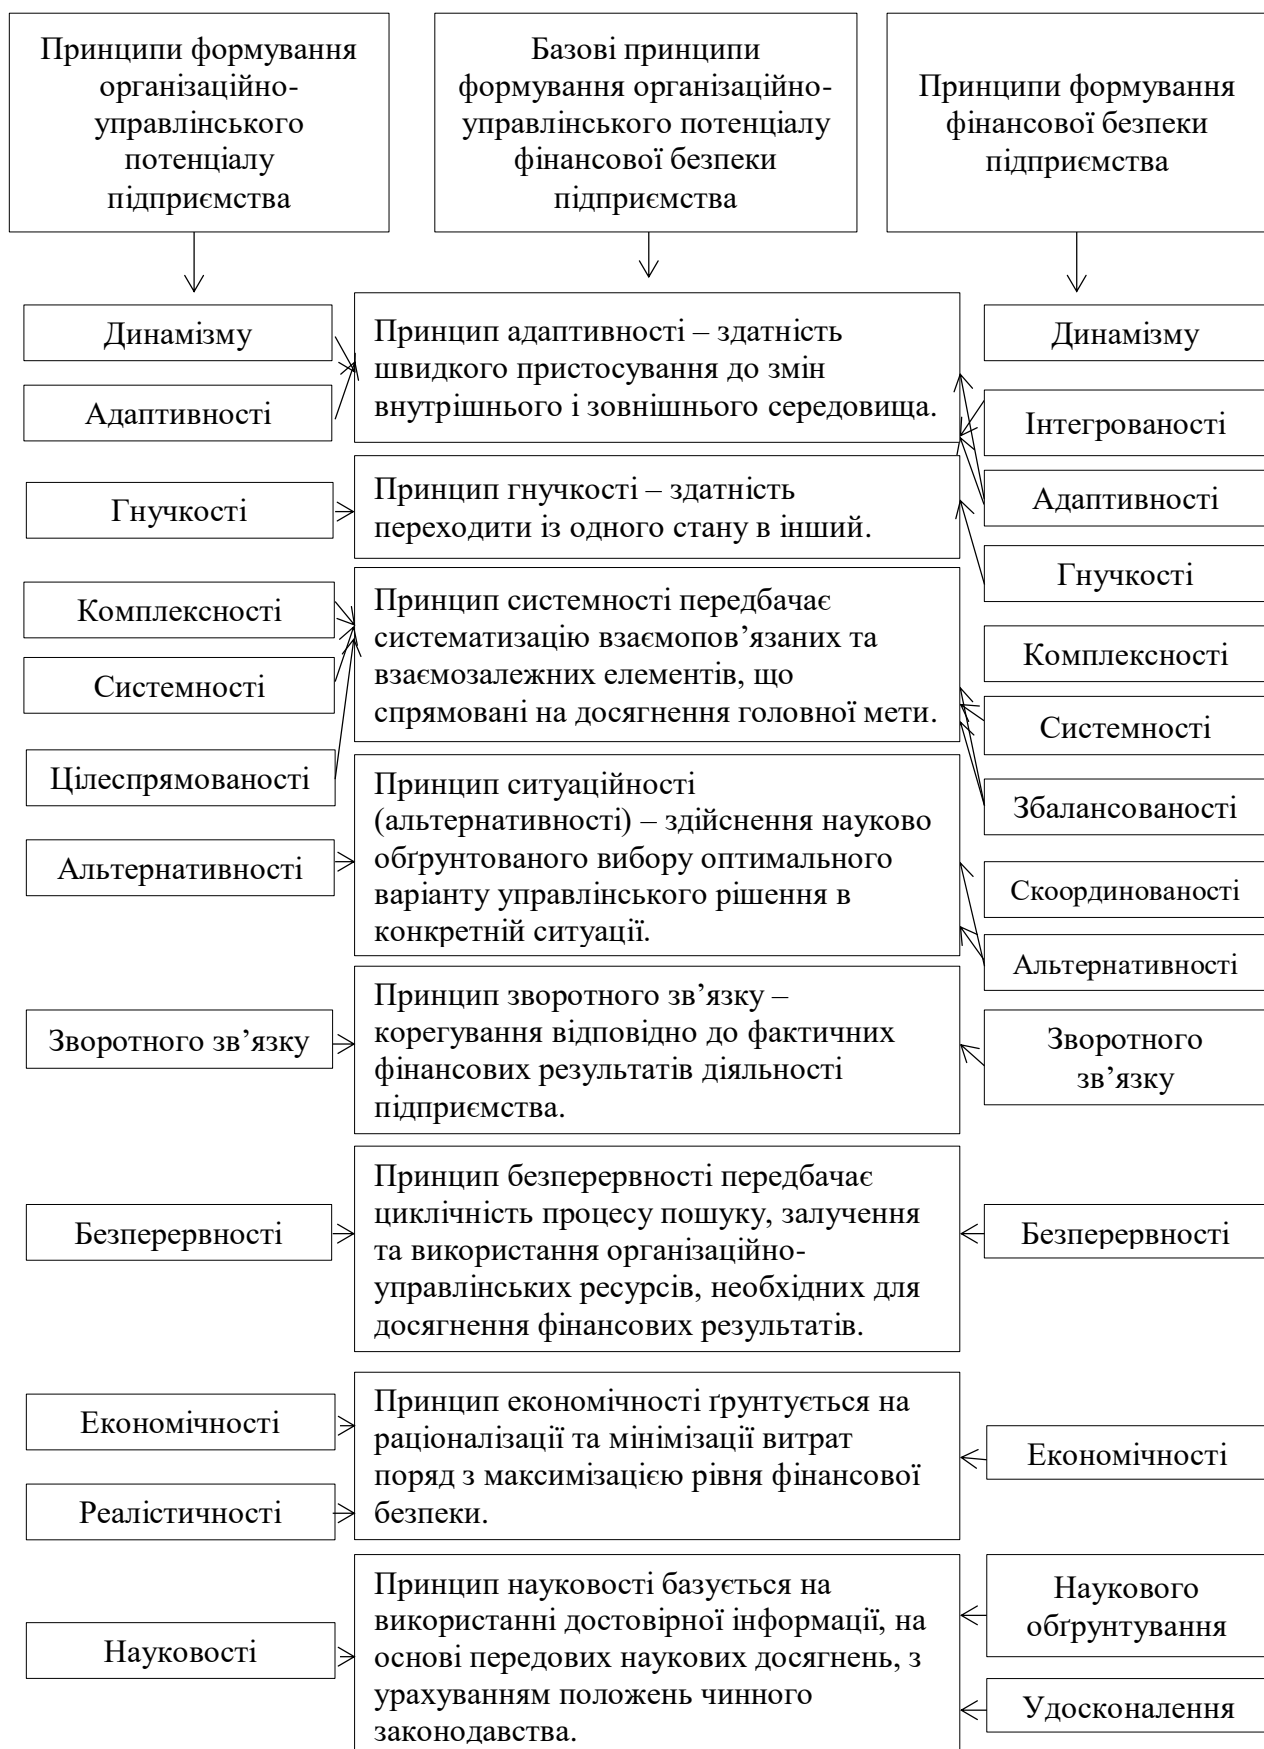 Принципи формування
організаційно-
управлінського
потенціалу
підприємства
Базові принципи
формування організаційно-
управлінського потенціалу
фінансової безпеки
підприємства
Принципи формування
фінансової безпеки
підприємства
Динамізму
Адаптивності
Гнучкості
Комплексності
Системності
Цілеспрямованості
Альтернативності
Зворотного зв’язку
Безперервності
Економічності
Реалістичності
Науковості
Принцип адаптивності – здатність
швидкого пристосування до змін
внутрішнього і зовнішнього середовища.
Принцип гнучкості – здатність
переходити із одного стану в інший.
Принцип системності передбачає
систематизацію взаємопов’язаних та
взаємозалежних елементів, що
спрямовані на досягнення головної мети.
Принцип ситуаційності
(альтернативності) – здійснення науково
обґрунтованого вибору оптимального
варіанту управлінського рішення в
конкретній ситуації.
Принцип зворотного зв’язку –
корегування відповідно до фактичних
фінансових результатів діяльності
підприємства.
Принцип безперервності передбачає
циклічність процесу пошуку, залучення
та використання організаційно-
управлінських ресурсів, необхідних для
досягнення фінансових результатів.
Принцип економічності ґрунтується на
раціоналізації та мінімізації витрат
поряд з максимізацією рівня фінансової
безпеки.
Принцип науковості базується на
використанні достовірної інформації, на
основі передових наукових досягнень, з
урахуванням положень чинного
законодавства.
Динамізму
Інтегрованості
Адаптивності
Гнучкості
Комплексності
Системності
Збалансованості
Скоординованості
Альтернативності
Зворотного
зв’язку
Безперервності
Економічності
Наукового
обґрунтування
Удосконалення